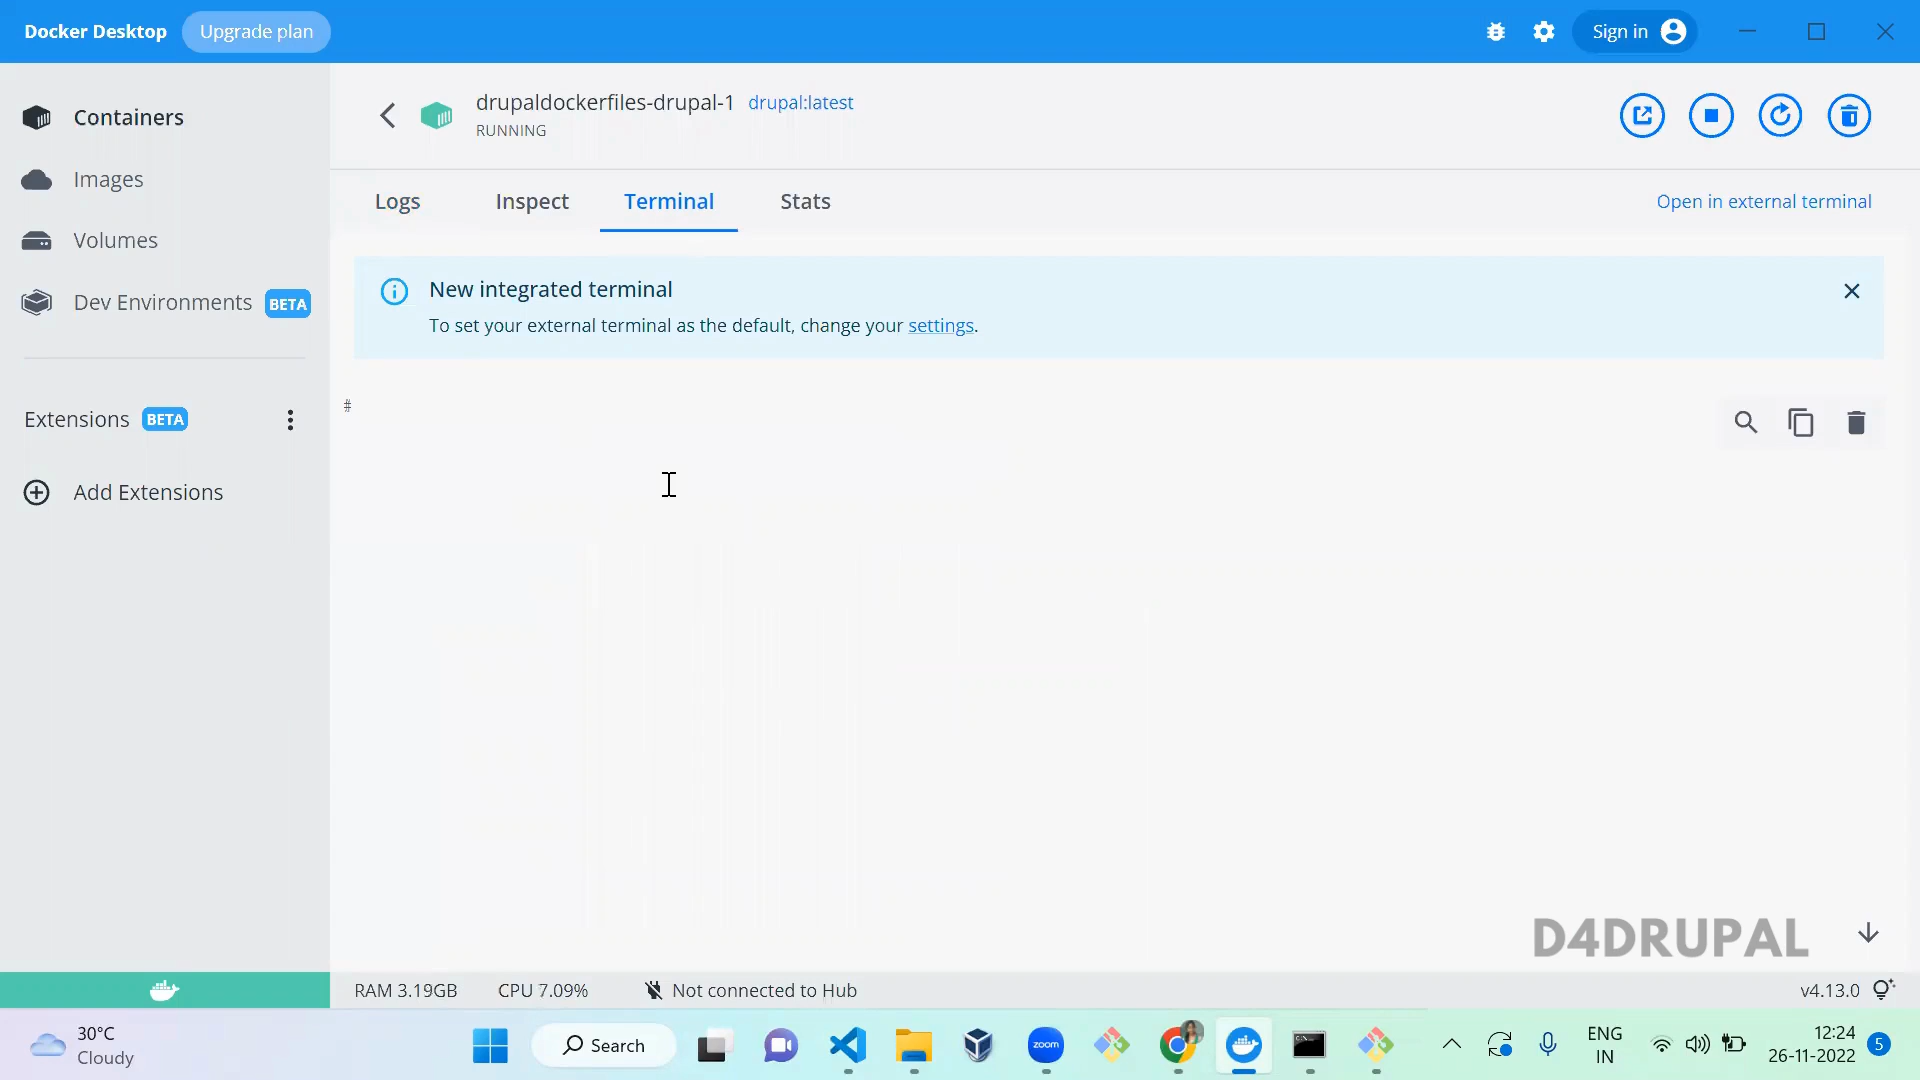 Docker Desktop
Upgrade plan
Sign in
Containers
Images
Volumes
Dev Environments BETA
Extensions BETA
Add Extensions
drupaldockerfiles-drupal-1 drupal:latest
RUNNING
Logs
Inspect
Terminal
Stats
Open in external terminal
New integrated terminal
To set your external terminal as the default, change your settings.
#
D4DRUPAL
RAM 3.19GB
CPU 7.09%
Not connected to Hub
v4.13.0
30°C
Cloudy
Search
zoom
ENG
IN
12:24
26-11-2022
5